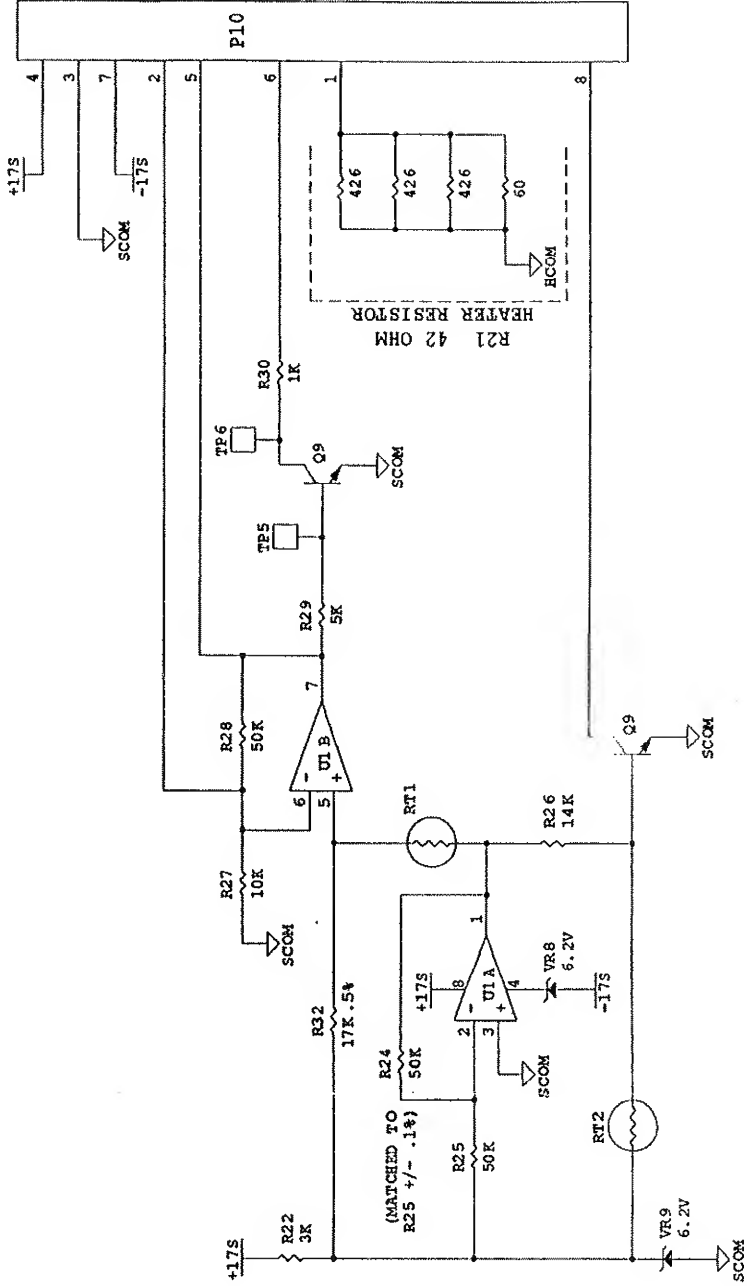 P10
4
3
7
2
5
6
1
8
+17S
SCOM
-17S
426
426
426
60
HCOM
R21 42 OHM
HEATER RESISTOR
R30
1K
TP6
Q9
SCOM
TP5
R29
5K
R28
50K
7
U1B
-
+
6
5
R27
10K
SCOM
RT1
R26
14K
Q9
SCOM
R32
17K .5%
R24
50K
(MATCHED TO
R25 +/- .1%)
+17S
8
1
U1A
-
+
2
3
4
SCOM
VR8
6.2V
-17S
R25
50K
RT2
+17S
R22
3K
VR9
6.2V
SCOM